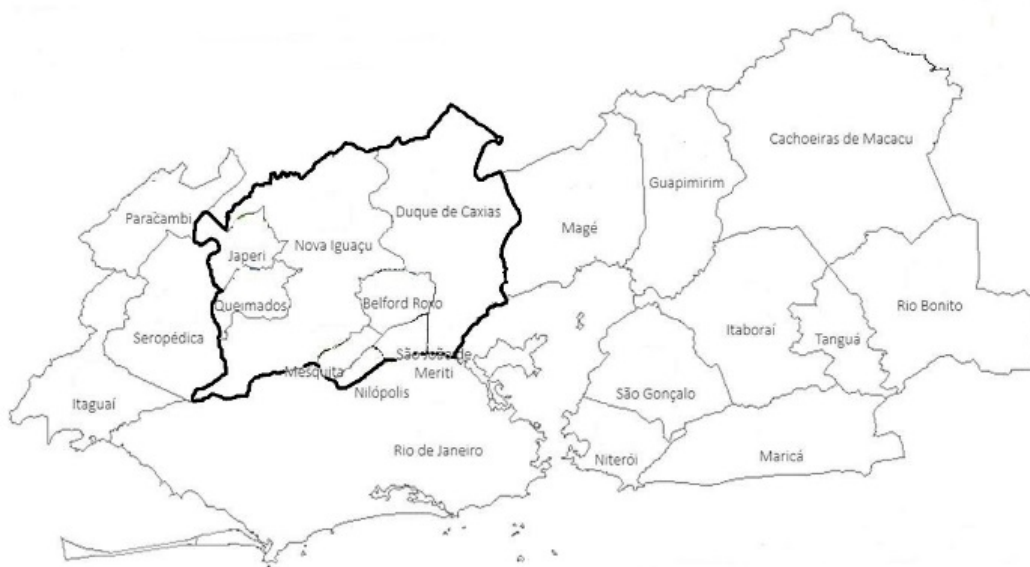 Cachoeiras de Macacu
Guapimirim
Paracambi
Duque de Caxias
Magé
Nova Iguaçu
Japeri
Queimados
Belford Roxo
Rio Bonito
Itaboraí
Tanguá
Seropédica
São João de
Meriti
Mesquita
Nilópolis
São Gonçalo
Itaguaí
Rio de Janeiro
Niterói
Maricá